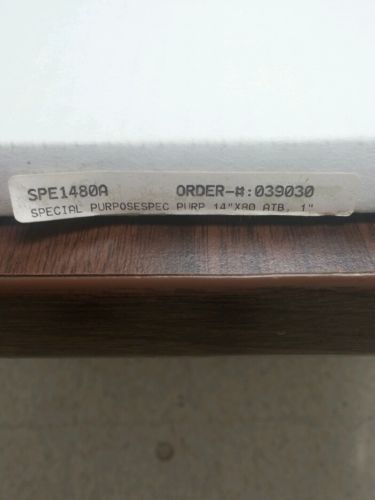 SPE1480A ORDER-#:039030
SPECIAL PURPOSESPEC PURP 14"X80 ATB, 1"